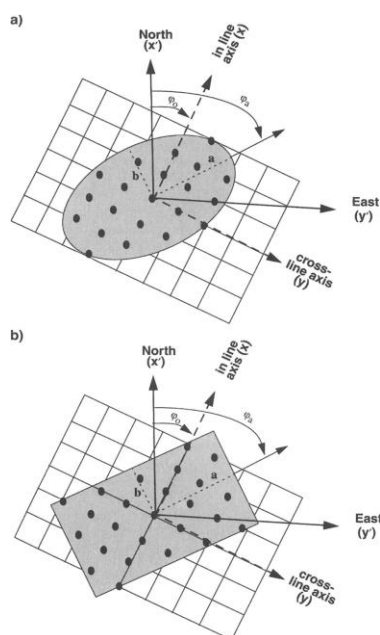 a)
North
(x')
in line
axis (x)
φo
φa
b
a
East
(y')
cross-
line axis
(y)
b)
North
(x')
in line
axis (x)
φo
φa
b
a
East
(y')
cross-
line axis
(y)